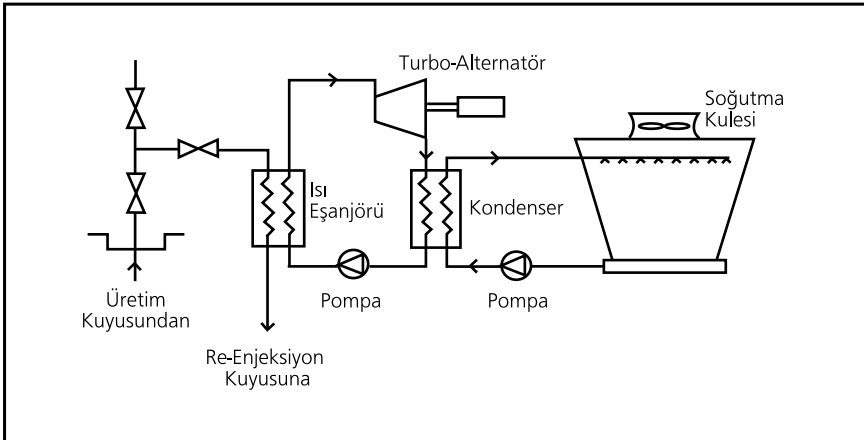 Turbo-Alternatör
Soğutma
Kulesi
Isı
Eşanjörü
Kondenser
Üretim
Kuyusundan
Pompa
Pompa
Re-Enjeksiyon
Kuyusuna